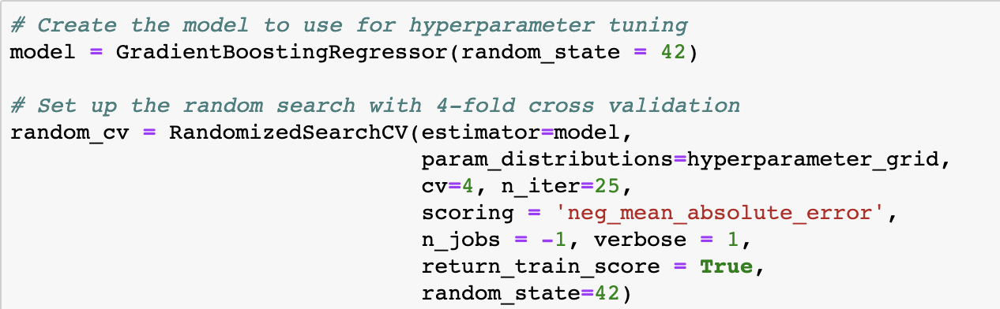 # Create the model to use for hyperparameter tuning
model = GradientBoostingRegressor(random_state = 42)
# Set up the random search with 4-fold cross validation
random_cv = RandomizedSearchCV(estimator=model,
param_distributions=hyperparameter_grid,
cv=4, n_iter=25,
scoring = 'neg_mean_absolute_error',
n_jobs = -1, verbose = 1,
return_train_score = True,
random_state=42)